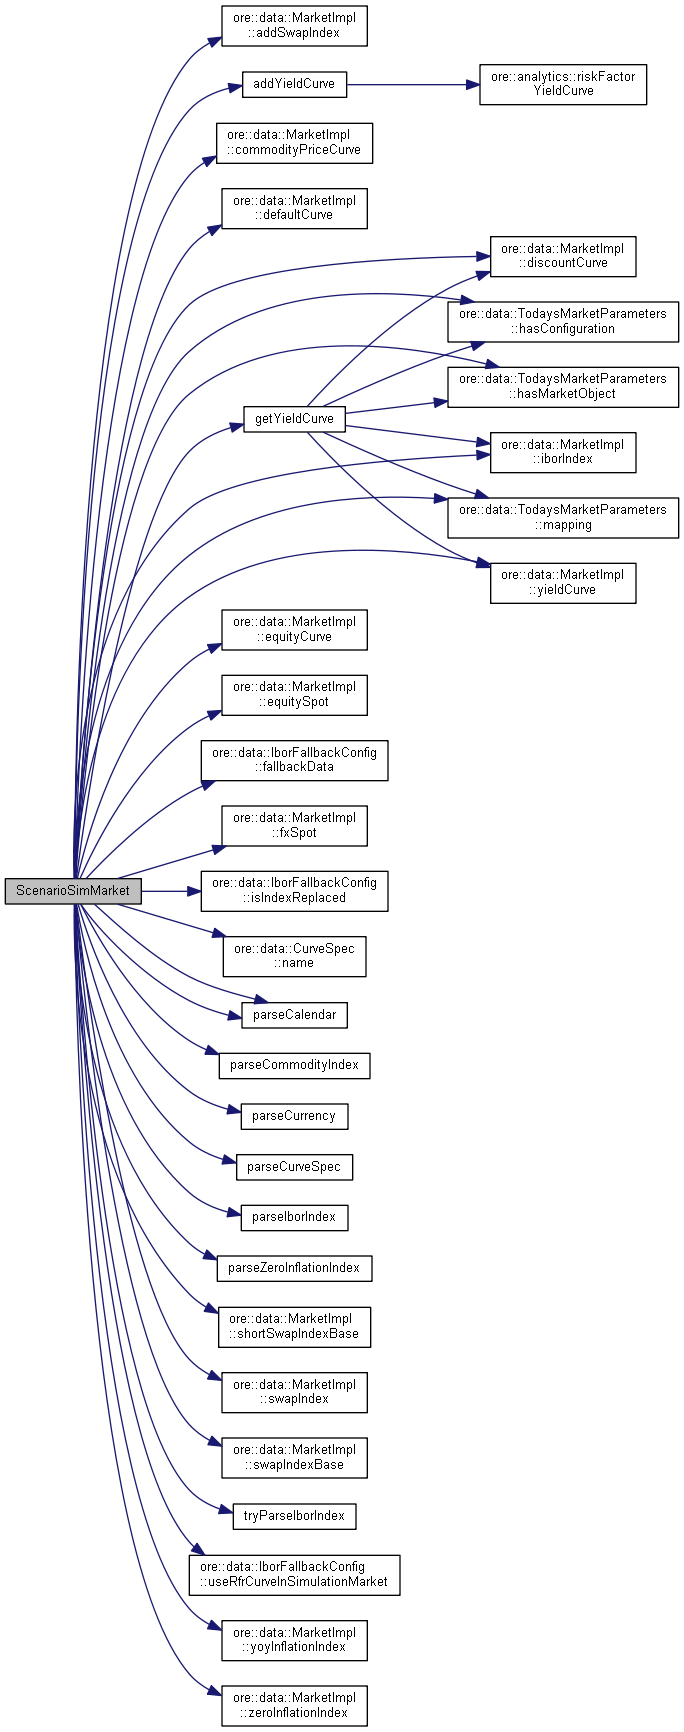 ore::data::MarketImpl
::addSwapIndex
addYieldCurve
ore::analytics::riskFactor
YieldCurve
ore::data::MarketImpl
::commodityPriceCurve
ore::data::MarketImpl
::defaultCurve
ore::data::MarketImpl
::discountCurve
ore::data::TodaysMarketParameters
::hasConfiguration
ore::data::TodaysMarketParameters
::hasMarketObject
getYieldCurve
ore::data::MarketImpl
::iborIndex
ore::data::TodaysMarketParameters
::mapping
ore::data::MarketImpl
::yieldCurve
ore::data::MarketImpl
::equityCurve
ore::data::MarketImpl
::equitySpot
ore::data::IborFallbackConfig
::fallbackData
ore::data::MarketImpl
::fxSpot
ScenarioSimMarket
ore::data::IborFallbackConfig
::isIndexReplaced
ore::data::CurveSpec
::name
parseCalendar
parseCommodityIndex
parseCurrency
parseCurveSpec
parseIborIndex
parseZeroInflationIndex
ore::data::MarketImpl
::shortSwapIndexBase
ore::data::MarketImpl
::swapIndex
ore::data::MarketImpl
::swapIndexBase
tryParseIborIndex
ore::data::IborFallbackConfig
::useRfrCurveInSimulationMarket
ore::data::MarketImpl
::yoyInflationIndex
ore::data::MarketImpl
::zeroInflationIndex